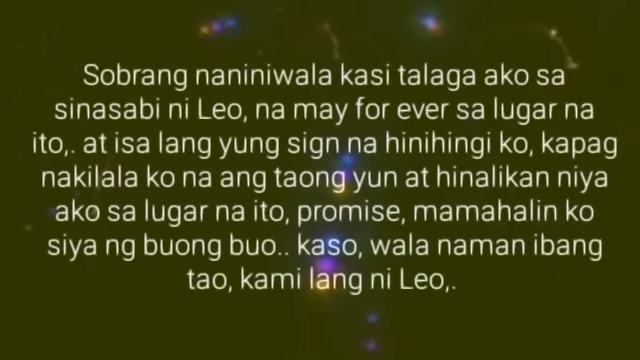 Sobrang naniniwala kasi talaga ako sa
sinasabi ni Leo, na may for ever sa lugar na
ito,. at isa lang yung sign na hinihingi ko, kapag
nakilala ko na ang taong yun at hinalikan niya
ako sa lugar na ito, promise, mamahalin ko
siya ng buong buo.. kaso, wala naman ibang
tao, kami lang ni Leo,.